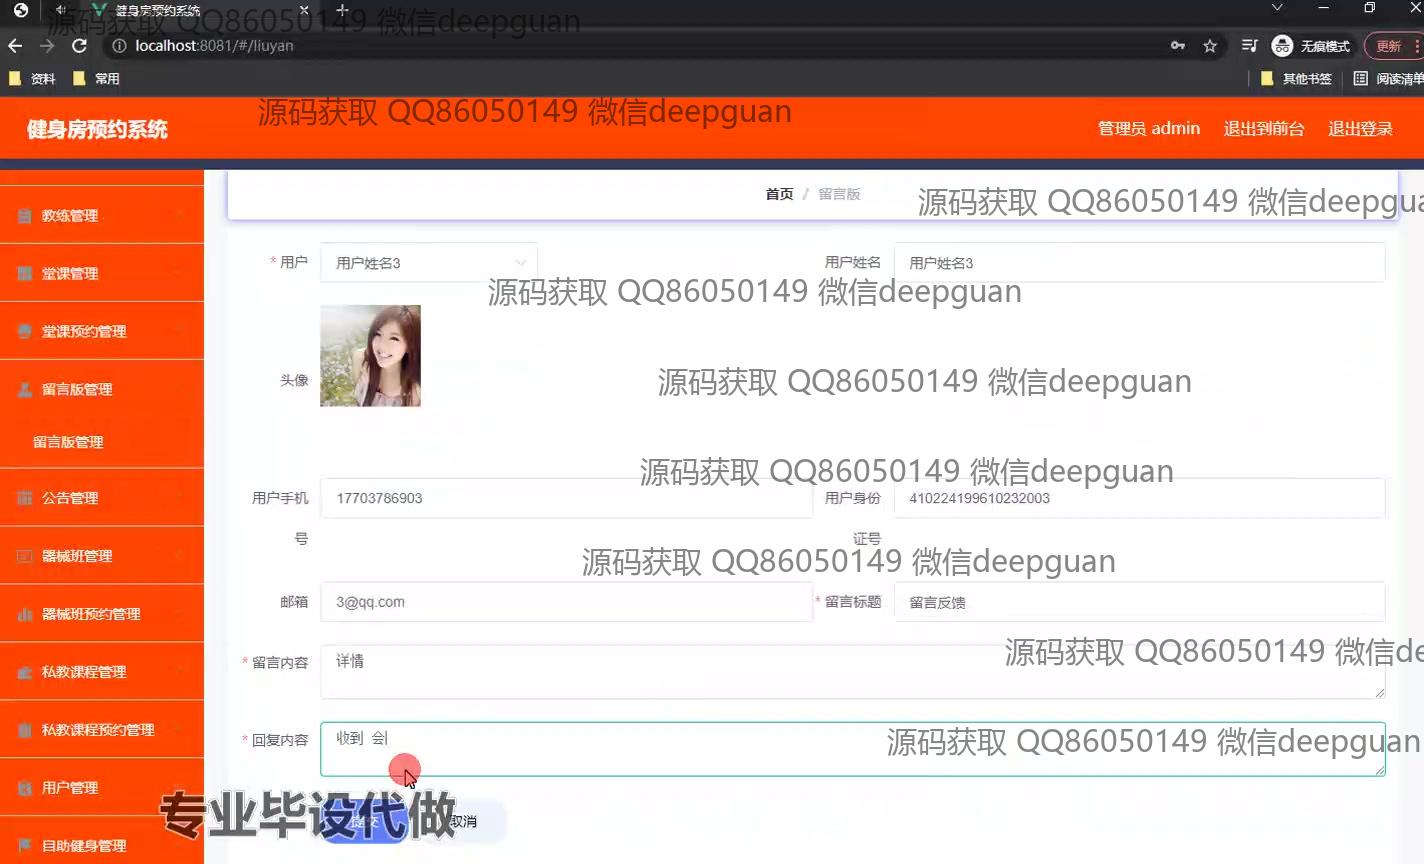 健身房预约系统
源码获取 QQ86050149 微信deepguan
localhost:8081/#/liuyan
无痕模式
更新
资料
常用
其他书签
阅读清单
健身房预约系统
源码获取 QQ86050149 微信deepguan
管理员 admin
退出到前台
退出登录
首页 / 留言版
源码获取 QQ86050149 微信deepgua
教练管理
堂课管理
堂课预约管理
留言版管理
留言版管理
公告管理
器械班管理
器械班预约管理
私教课程管理
私教课程预约管理
用户管理
自助健身管理
* 用户
用户姓名3
用户姓名
用户姓名3
源码获取 QQ86050149 微信deepguan
头像
源码获取 QQ86050149 微信deepguan
源码获取 QQ86050149 微信deepguan
用户手机号
17703786903
用户身份证号
410224199610232003
源码获取 QQ86050149 微信deepguan
邮箱
3@qq.com
* 留言标题
留言反馈
源码获取 QQ86050149 微信de
* 留言内容
详情
* 回复内容
收到 会
源码获取 QQ86050149 微信deepguan
专业毕设代做
提交
取消